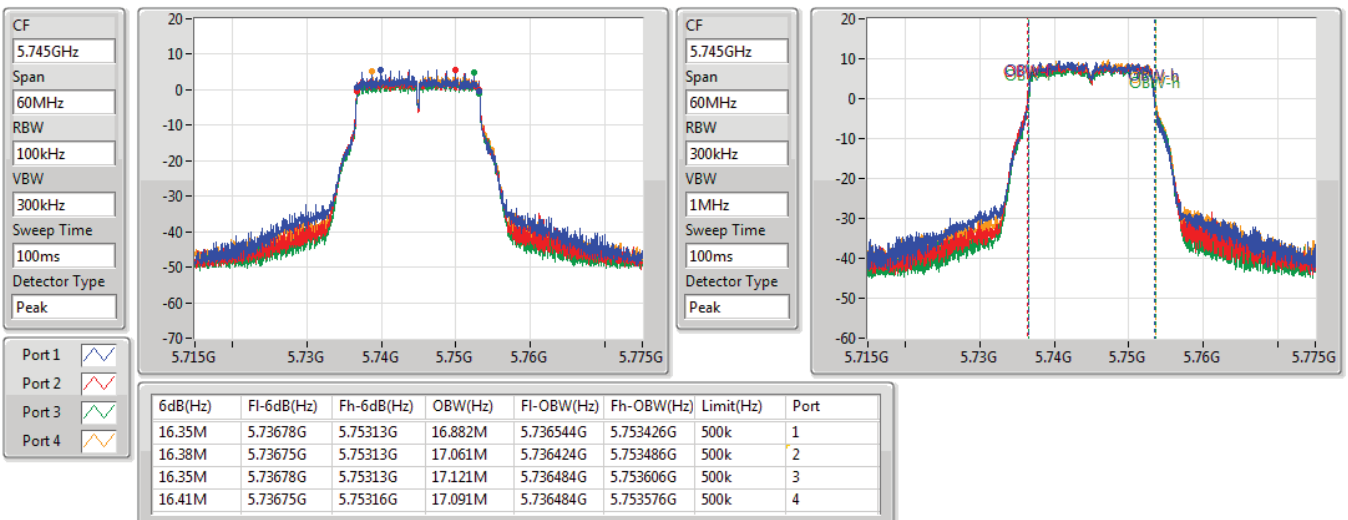 CF
5.745GHz
Span
60MHz
RBW
100kHz
VBW
300kHz
Sweep Time
100ms
Detector Type
Peak
20
10
0
-10
-20
-30
-40
-50
-60
-70
5.715G 5.73G 5.74G 5.75G 5.76G 5.775G
CF
5.745GHz
Span
60MHz
RBW
300kHz
VBW
1MHz
Sweep Time
100ms
Detector Type
Peak
20
10
0
-10
-20
-30
-40
-50
-60
OBW-h
OBW-h
5.715G 5.73G 5.74G 5.75G 5.76G 5.775G
Port 1
Port 2
Port 3
Port 4
6dB(Hz) Fl-6dB(Hz) Fh-6dB(Hz) OBW(Hz) Fl-OBW(Hz) Fh-OBW(Hz) Limit(Hz) Port
16.35M 5.73678G 5.75313G 16.882M 5.736544G 5.753426G 500k 1
16.38M 5.73675G 5.75313G 17.061M 5.736424G 5.753486G 500k 2
16.35M 5.73678G 5.75313G 17.121M 5.736484G 5.753606G 500k 3
16.41M 5.73675G 5.75316G 17.091M 5.736484G 5.753576G 500k 4